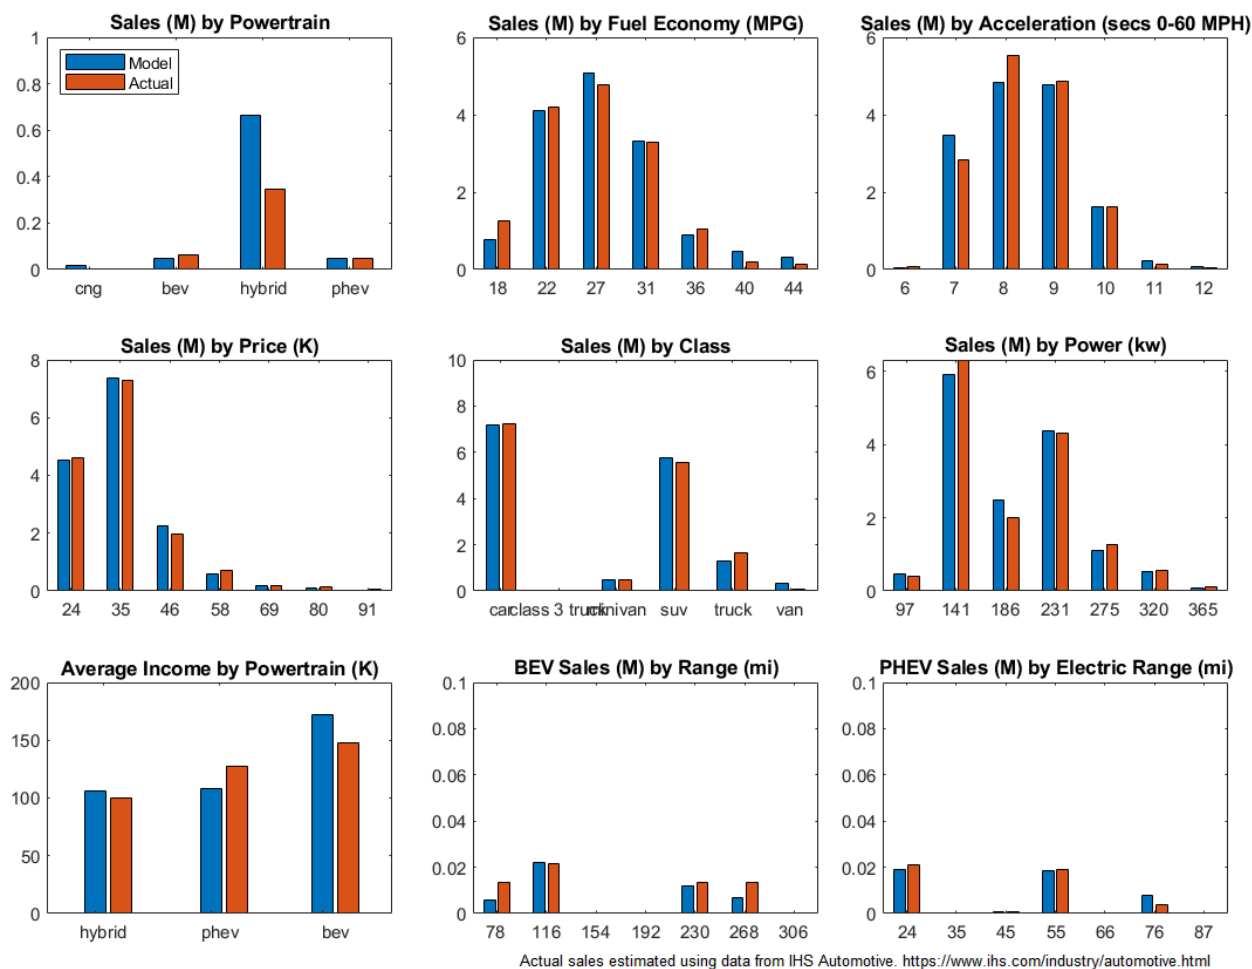 Sales (M) by Powertrain
1
0.8
0.6
0.4
0.2
0
Model
Actual
cng bev hybrid phev
Sales (M) by Fuel Economy (MPG)
6
4
2
0
18 22 27 31 36 40 44
Sales (M) by Acceleration (secs 0-60 MPH)
6
4
2
0
6 7 8 9 10 11 12
Sales (M) by Price (K)
8
6
4
2
0
24 35 46 58 69 80 91
Sales (M) by Class
10
8
6
4
2
0
car class 3 truck minivan suv truck van
Sales (M) by Power (kw)
6
4
2
0
97 141 186 231 275 320 365
Average Income by Powertrain (K)
200
150
100
50
0
hybrid phev bev
BEV Sales (M) by Range (mi)
0.1
0.08
0.06
0.04
0.02
0
78 116 154 192 230 268 306
PHEV Sales (M) by Electric Range (mi)
0.1
0.08
0.06
0.04
0.02
0
24 35 45 55 66 76 87
Actual sales estimated using data from IHS Automotive. https://www.ihs.com/industry/automotive.html